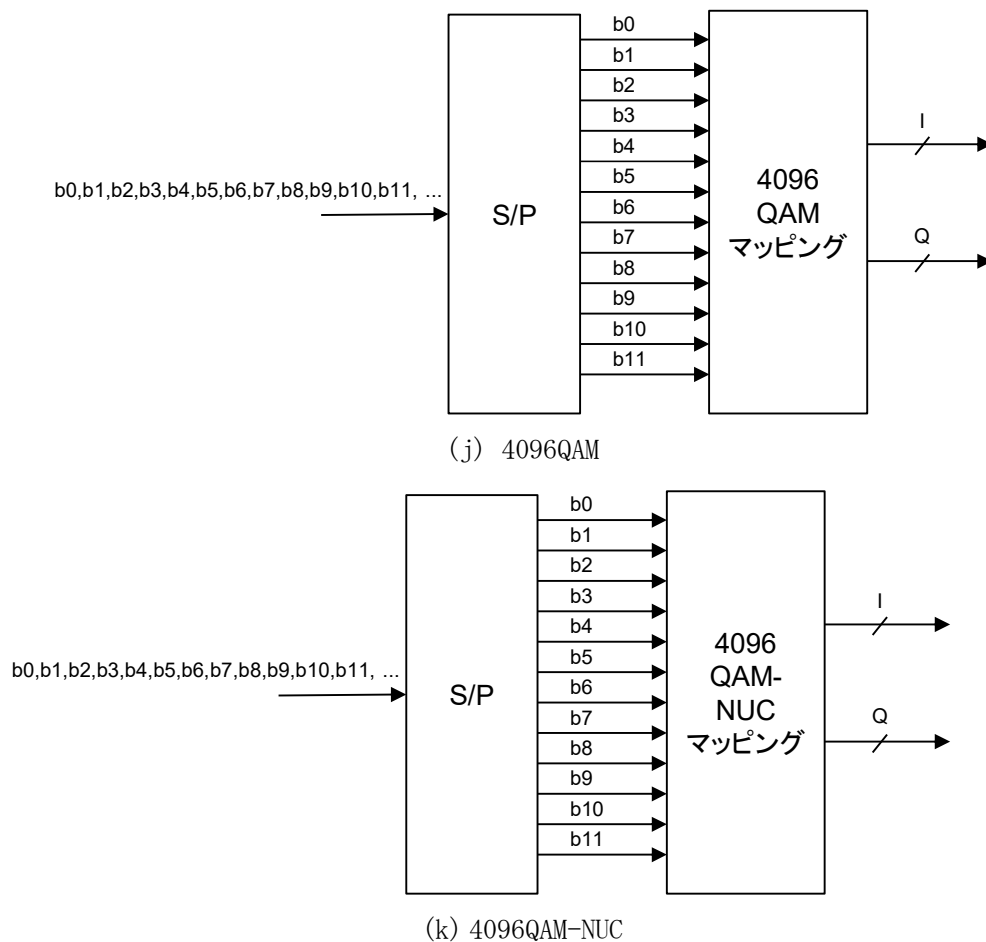 b0
b1
b2
b3
b4
b5
b6
b7
b8
b9
b10
b11
b0,b1,b2,b3,b4,b5,b6,b7,b8,b9,b10,b11, ...
S/P
4096
QAM
マッピング
I
Q
(j) 4096QAM
b0
b1
b2
b3
b4
b5
b6
b7
b8
b9
b10
b11
b0,b1,b2,b3,b4,b5,b6,b7,b8,b9,b10,b11, ...
S/P
4096
QAM-
NUC
マッピング
I
Q
(k) 4096QAM-NUC